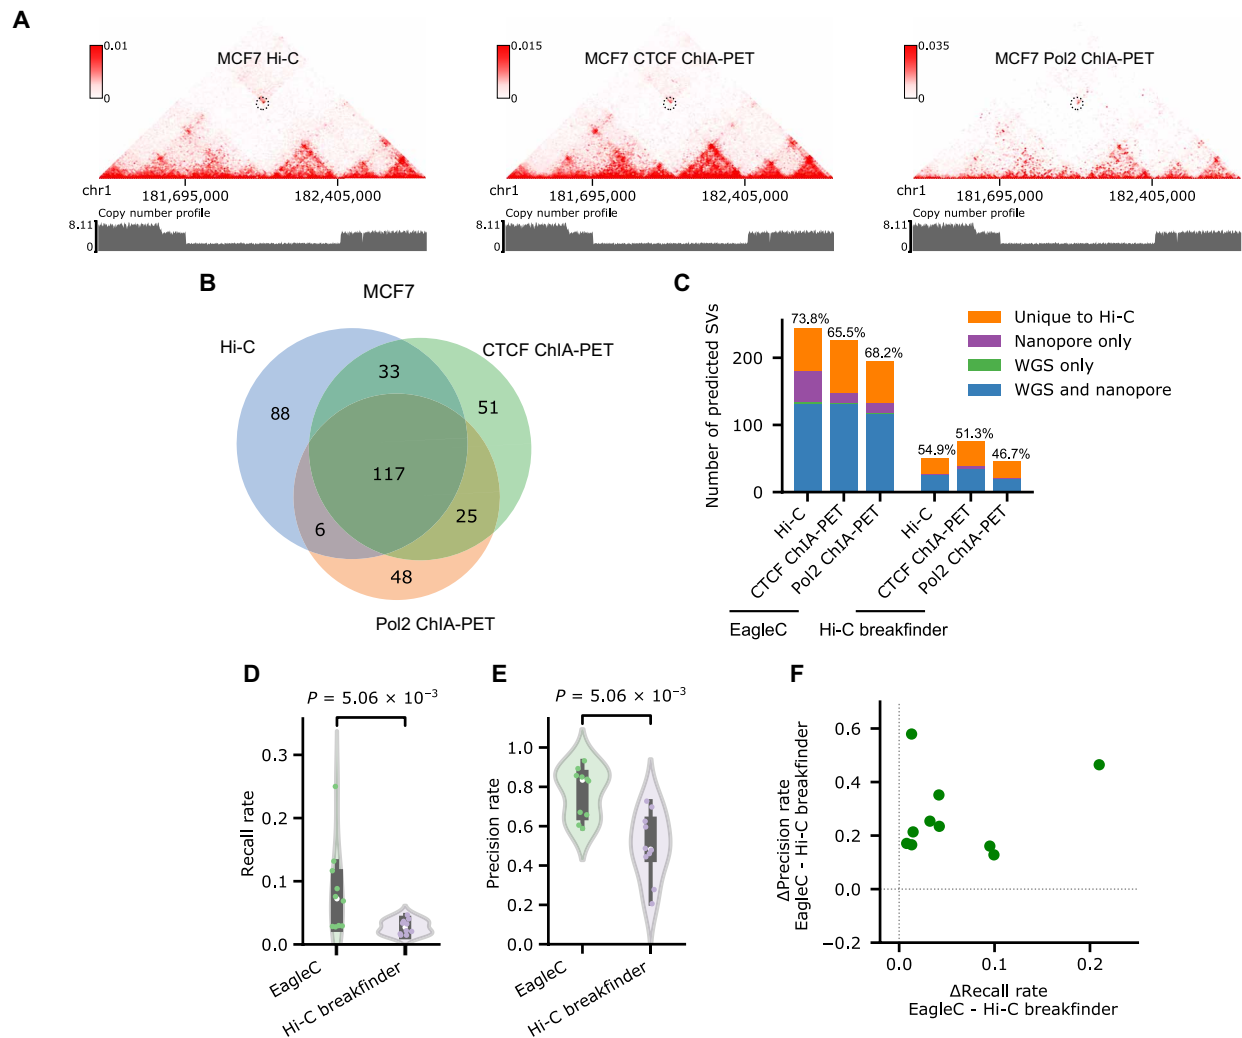 A
0.01
MCF7 Hi-C
0
chr1
181,695,000
182,405,000
Copy number profile
8.11
0
0.015
MCF7 CTCF ChIA-PET
0
chr1
181,695,000
182,405,000
Copy number profile
8.11
0
0.035
MCF7 Pol2 ChIA-PET
0
chr1
181,695,000
182,405,000
Copy number profile
8.11
0
B
MCF7
Hi-C
CTCF ChIA-PET
33
88
51
117
6
25
48
Pol2 ChIA-PET
C
Number of predicted SVs
200
100
0
73.8%
65.5%
68.2%
54.9%
51.3%
46.7%
Unique to Hi-C
Nanopore only
WGS only
WGS and nanopore
Hi-C
CTCF ChIA-PET
Pol2 ChIA-PET
Hi-C
CTCF ChIA-PET
Pol2 ChIA-PET
EagleC
Hi-C breakfinder
D
P = 5.06 × 10⁻³
Recall rate
0.3
0.2
0.1
0.0
EagleC
Hi-C breakfinder
E
P = 5.06 × 10⁻³
Precision rate
1.0
0.8
0.6
0.4
0.2
0.0
EagleC
Hi-C breakfinder
F
ΔPrecision rate
EagleC - Hi-C breakfinder
0.6
0.4
0.2
0.0
−0.2
0.0
0.1
0.2
ΔRecall rate
EagleC - Hi-C breakfinder